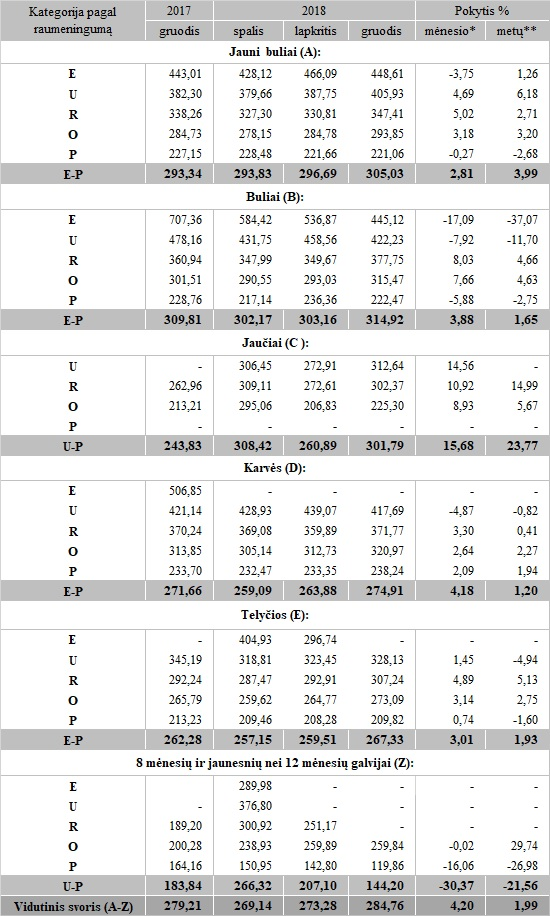 Kategorija pagal raumeningumą 2017 2018 Pokytis %
gruodis spalis lapkritis gruodis mėnesio* metų**
Jauni buliai (A):
E 443,01 428,12 466,09 448,61 -3,75 1,26
U 382,30 379,66 387,75 405,93 4,69 6,18
R 338,26 327,30 330,81 347,41 5,02 2,71
O 284,73 278,15 284,78 293,85 3,18 3,20
P 227,15 228,48 221,66 221,06 -0,27 -2,68
E-P 293,34 293,83 296,69 305,03 2,81 3,99
Buliai (B):
E 707,36 584,42 536,87 445,12 -17,09 -37,07
U 478,16 431,75 458,56 422,23 -7,92 -11,70
R 360,94 347,99 349,67 377,75 8,03 4,66
O 301,51 290,55 293,03 315,47 7,66 4,63
P 228,76 217,14 236,36 222,47 -5,88 -2,75
E-P 309,81 302,17 303,16 314,92 3,88 1,65
Jaučiai (C ):
U - 306,45 272,91 312,64 14,56 -
R 262,96 309,11 272,61 302,37 10,92 14,99
O 213,21 295,06 206,83 225,30 8,93 5,67
P - - - - - -
U-P 243,83 308,42 260,89 301,79 15,68 23,77
Karvės (D):
E 506,85 - - - - -
U 421,14 428,93 439,07 417,69 -4,87 -0,82
R 370,24 369,08 359,89 371,77 3,30 0,41
O 313,85 305,14 312,73 320,97 2,64 2,27
P 233,70 232,47 233,35 238,24 2,09 1,94
E-P 271,66 259,09 263,88 274,91 4,18 1,20
Telyčios (E):
E - 404,93 296,74 - - -
U 345,19 318,81 323,45 328,13 1,45 -4,94
R 292,24 287,47 292,91 307,24 4,89 5,13
O 265,79 259,62 264,77 273,09 3,14 2,75
P 213,23 209,46 208,28 209,82 0,74 -1,60
E-P 262,28 257,15 259,51 267,33 3,01 1,93
8 mėnesių ir jaunesnių nei 12 mėnesių galvijai (Z):
E 289,98 - - - -
U - 376,80 - - - -
R 189,20 300,92 251,17 - - -
O 200,28 238,93 259,89 259,84 -0,02 29,74
P 164,16 150,95 142,80 119,86 -16,06 -26,98
U-P 183,84 266,32 207,10 144,20 -30,37 -21,56
Vidutinis svoris (A-Z) 279,21 269,14 273,28 284,76 4,20 1,99